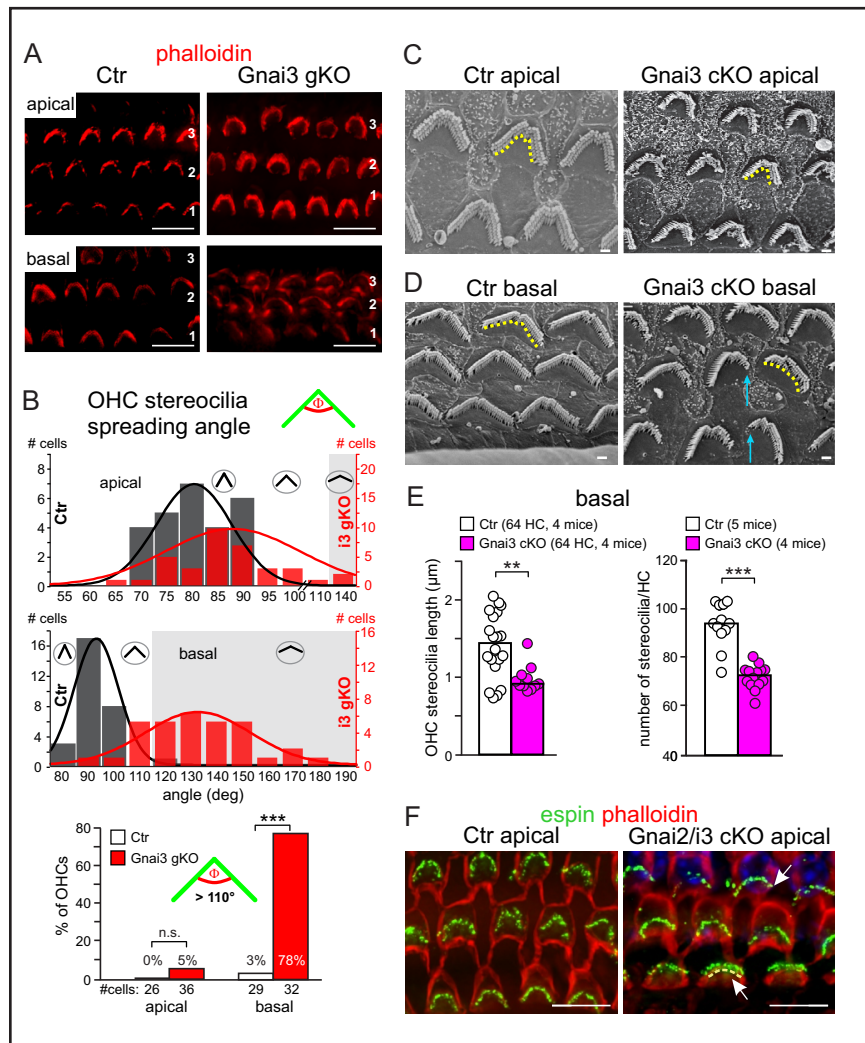 A
phalloidin
Ctr
Gnai3 gKO
apical
3
2
1
3
2
1
basal
3
2
1
3
2
1
B
OHC stereocilia
spreading angle
Φ
# cells
# cells
8
6
4
2
0
Ctr
apical
20
15
10
5
0
i3 gKO
55 60 65 70 75 80 85 90 95 100 110 140
# cells
# cells
16
12
8
4
0
Ctr
basal
16
12
8
4
0
i3 gKO
80 90 100 110 120 130 140 150 160 170 180 190
angle (deg)
% of OHCs
80
60
40
20
0
Ctr
Gnai3 gKO
Φ
> 110°
***
n.s.
0% 5% 3% 78%
#cells: 26 36 29 32
apical basal
C
Ctr apical
Gnai3 cKO apical
D
Ctr basal
Gnai3 cKO basal
E
basal
Ctr (64 HC, 4 mice)
Gnai3 cKO (64 HC, 4 mice)
OHC stereocilia length (µm)
2
1
0
**
Ctr (5 mice)
Gnai3 cKO (4 mice)
number of stereocilia/HC
120
100
80
60
40
***
F
espin phalloidin
Ctr apical
Gnai2/i3 cKO apical